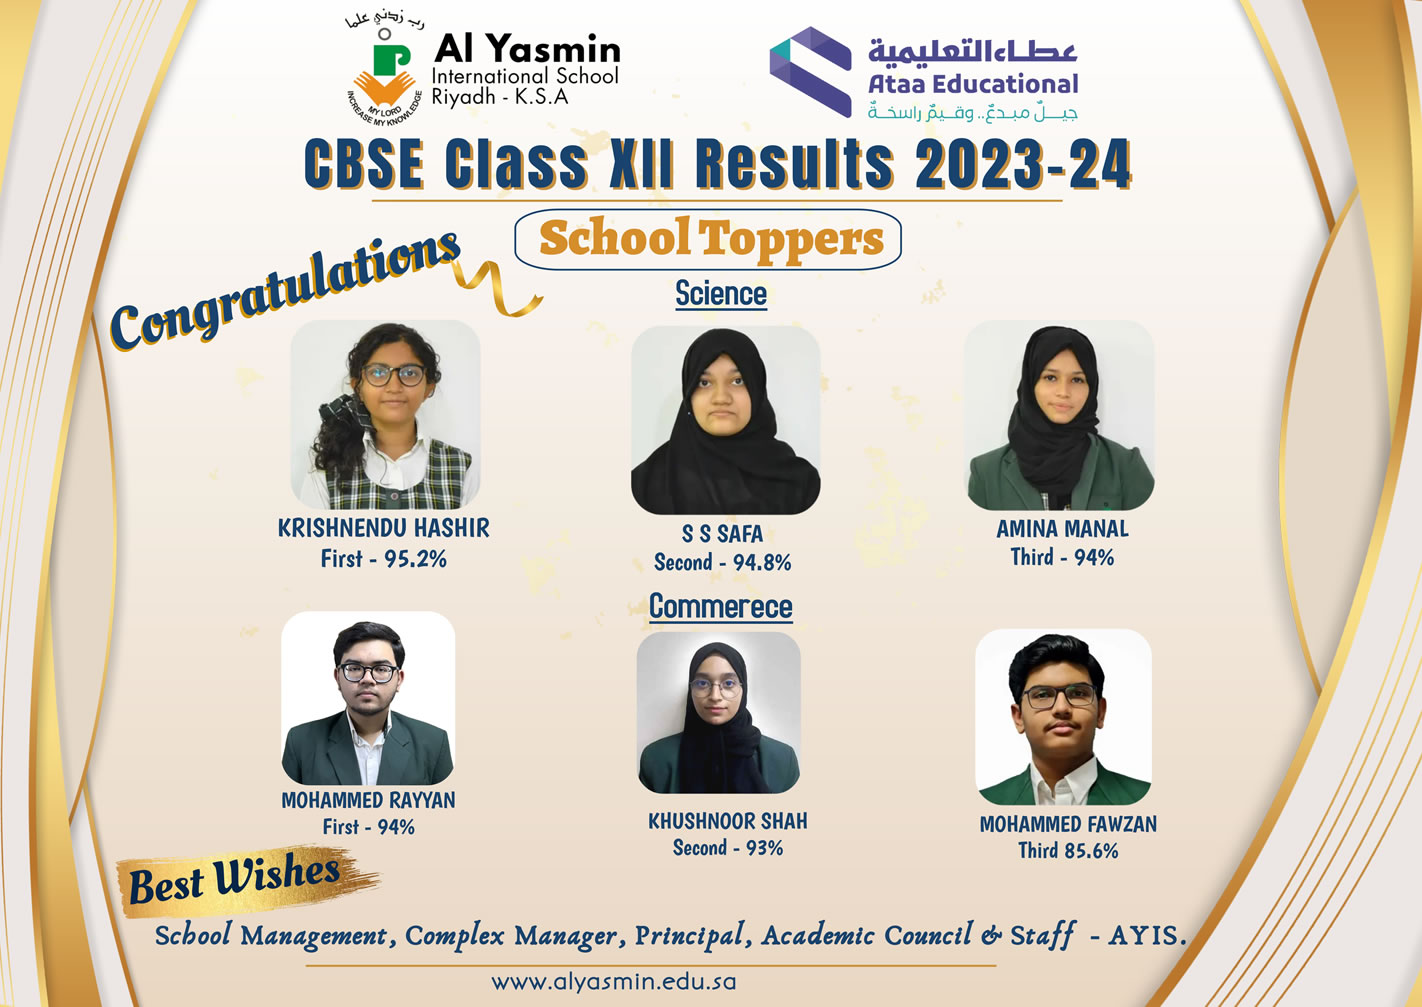 رب زدني علما
MY LORD
INCREASE MY KNOWLEDGE
Al Yasmin
International School
Riyadh - K.S.A
عطاء التعليمية
Ataa Educational
جيلٌ مبدعٌ.. وقيمٌ راسخةٌ
CBSE Class XII Results 2023-24
School Toppers
Congratulations
Science
KRISHNENDU HASHIR
First - 95.2%
S S SAFA
Second - 94.8%
AMINA MANAL
Third - 94%
Commerece
MOHAMMED RAYYAN
First - 94%
KHUSHNOOR SHAH
Second - 93%
MOHAMMED FAWZAN
Third 85.6%
Best Wishes
School Management, Complex Manager, Principal, Academic Council & Staff - AYIS.
www.alyasmin.edu.sa